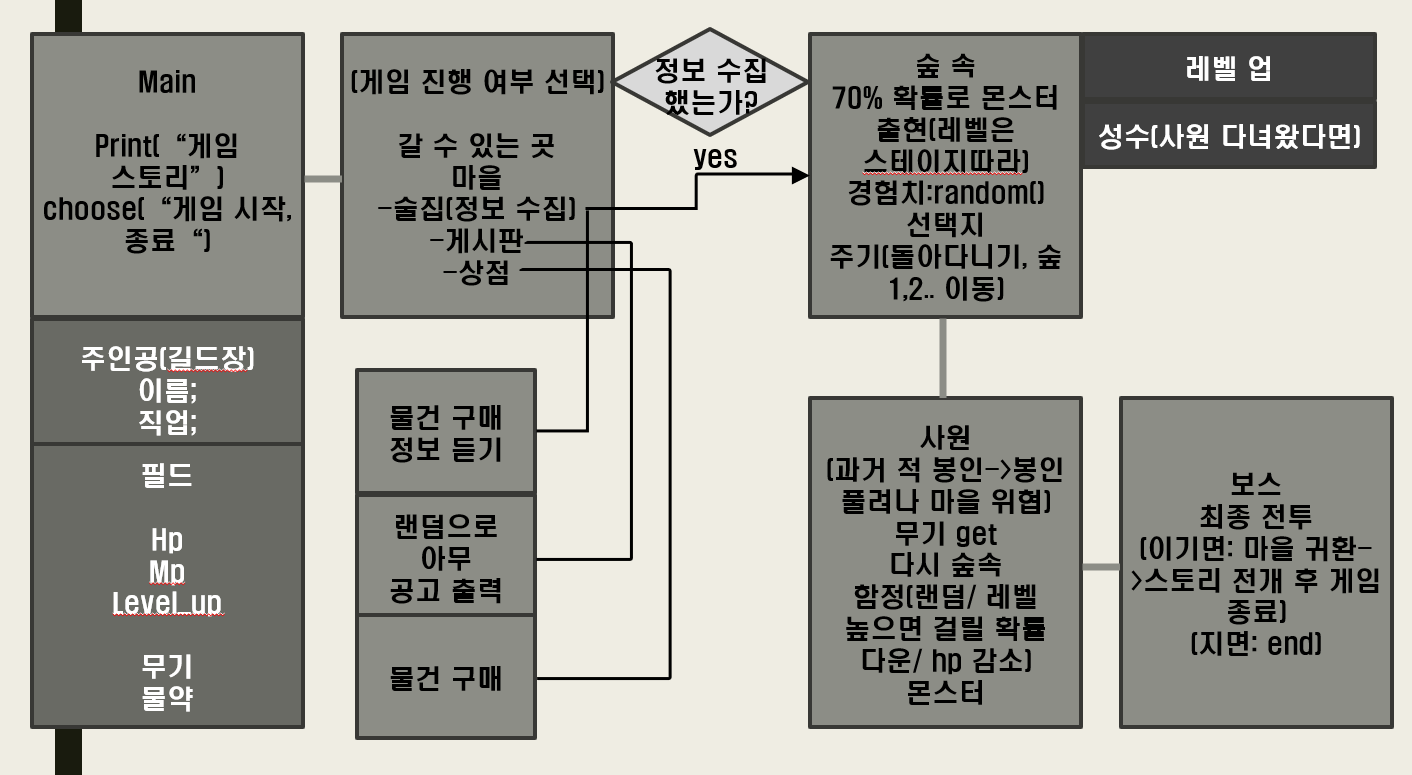 Main
Print( “게임
스토리” )
choose( “게임 시작,
종료 “)
주인공(길드장)
이름;
직업;
필드
Hp
Mp
Level_up
무기
물약
(게임 진행 여부 선택)
갈 수 있는 곳
마을
-술집(정보 수집)
-게시판
-상점
물건 구매
정보 듣기
랜덤으로
아무
공고 출력
물건 구매
정보 수집
했는가?
yes
숲 속
70% 확률로 몬스터
출현(레벨은
스테이지따라)
경험치:random()
선택지
주기(돌아다니기, 숲
1,2.. 이동)
레벨 업
성수(사원 다녀왔다면)
사원
(과거 적 봉인->봉인
풀려나 마을 위협)
무기 get
다시 숲속
함정(랜덤/ 레벨
높으면 걸릴 확률
다운/ hp 감소)
몬스터
보스
최종 전투
(이기면: 마을 귀환-
>스토리 전개 후 게임
종료)
(지면: end)